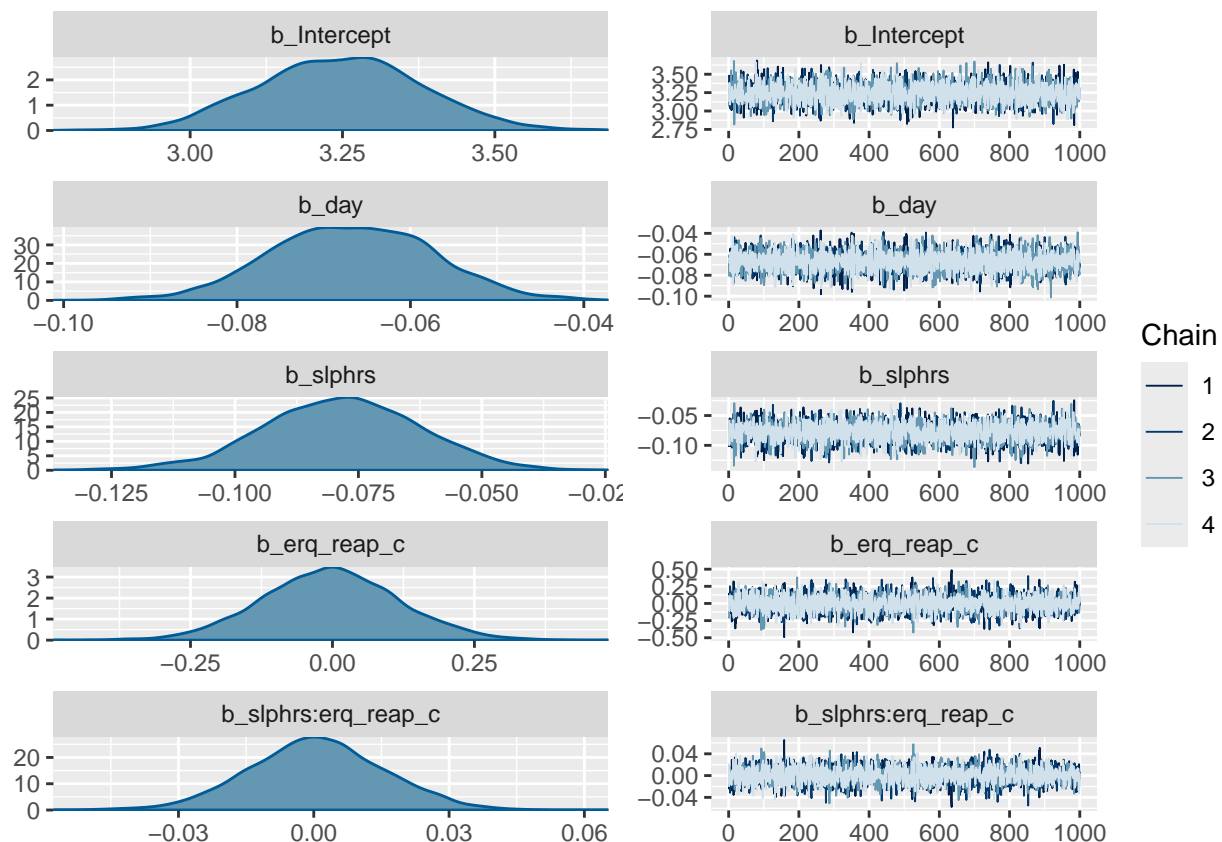 b_Intercept
2
1
0
3.00 3.25 3.50
b_Intercept
3.50
3.25
3.00
2.75
0 200 400 600 800 1000
b_day
30
20
10
0
−0.10 −0.08 −0.06 −0.04
b_day
−0.04
−0.06
−0.08
−0.10
0 200 400 600 800 1000
b_slphrs
25
20
15
10
5
0
−0.125 −0.100 −0.075 −0.050
b_slphrs
−0.05
−0.10
0 200 400 600 800 1000
b_erq_reap_c
3
2
1
0
−0.25 0.00 0.25
b_erq_reap_c
0.50
0.25
0.00
−0.25
−0.50
0 200 400 600 800 1000
b_slphrs:erq_reap_c
20
10
0
−0.03 0.00 0.03 0.06
b_slphrs:erq_reap_c
0.04
0.00
−0.04
0 200 400 600 800 1000
Chain
1
2
3
4